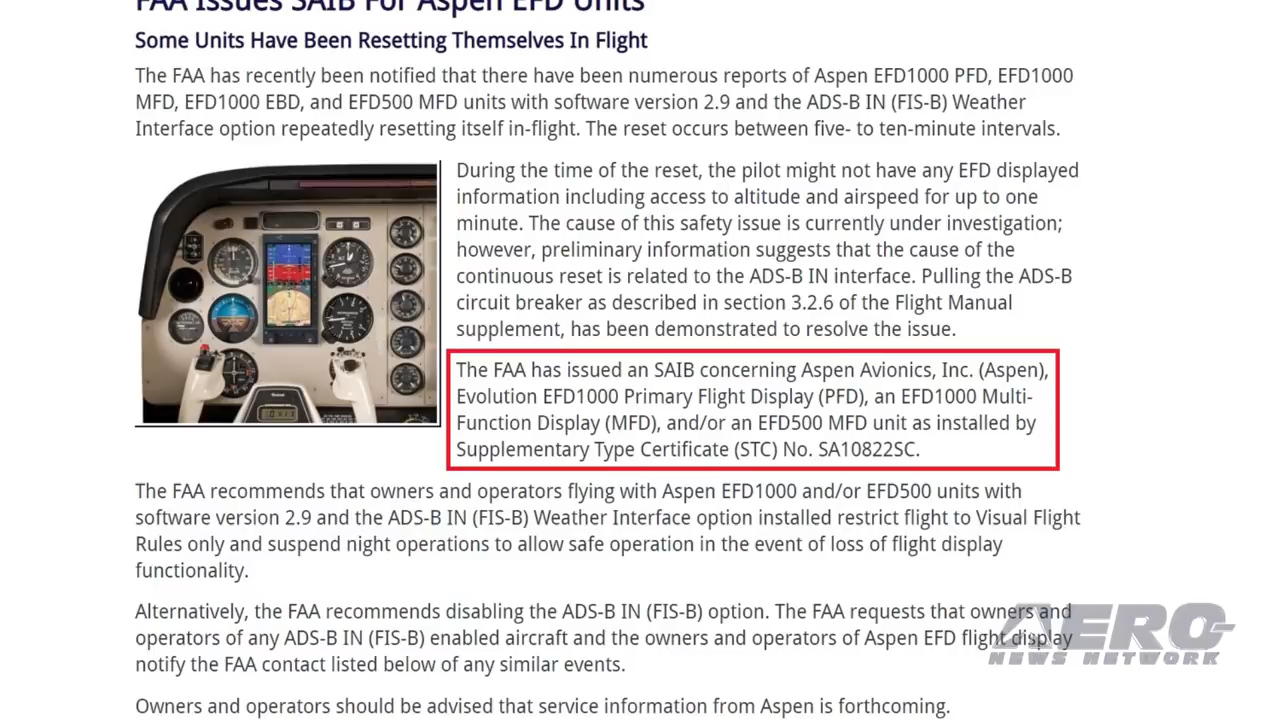 FAA Issues SAIB For Aspen EFD Units
Some Units Have Been Resetting Themselves In Flight
The FAA has recently been notified that there have been numerous reports of Aspen EFD1000 PFD, EFD1000
MFD, EFD1000 EBD, and EFD500 MFD units with software version 2.9 and the ADS-B IN (FIS-B) Weather
Interface option repeatedly resetting itself in-flight. The reset occurs between five- to ten-minute intervals.
During the time of the reset, the pilot might not have any EFD displayed
information including access to altitude and airspeed for up to one
minute. The cause of this safety issue is currently under investigation;
however, preliminary information suggests that the cause of the
continuous reset is related to the ADS-B IN interface. Pulling the ADS-B
circuit breaker as described in section 3.2.6 of the Flight Manual
supplement, has been demonstrated to resolve the issue.
The FAA has issued an SAIB concerning Aspen Avionics, Inc. (Aspen),
Evolution EFD1000 Primary Flight Display (PFD), an EFD1000 Multi-
Function Display (MFD), and/or an EFD500 MFD unit as installed by
Supplementary Type Certificate (STC) No. SA10822SC.
The FAA recommends that owners and operators flying with Aspen EFD1000 and/or EFD500 units with
software version 2.9 and the ADS-B IN (FIS-B) Weather Interface option installed restrict flight to Visual Flight
Rules only and suspend night operations to allow safe operation in the event of loss of flight display
functionality.
Alternatively, the FAA recommends disabling the ADS-B IN (FIS-B) option. The FAA requests that owners and
operators of any ADS-B IN (FIS-B) enabled aircraft and the owners and operators of Aspen EFD flight display
notify the FAA contact listed below of any similar events.
AERO
NEWS NETWORK
Owners and operators should be advised that service information from Aspen is forthcoming.